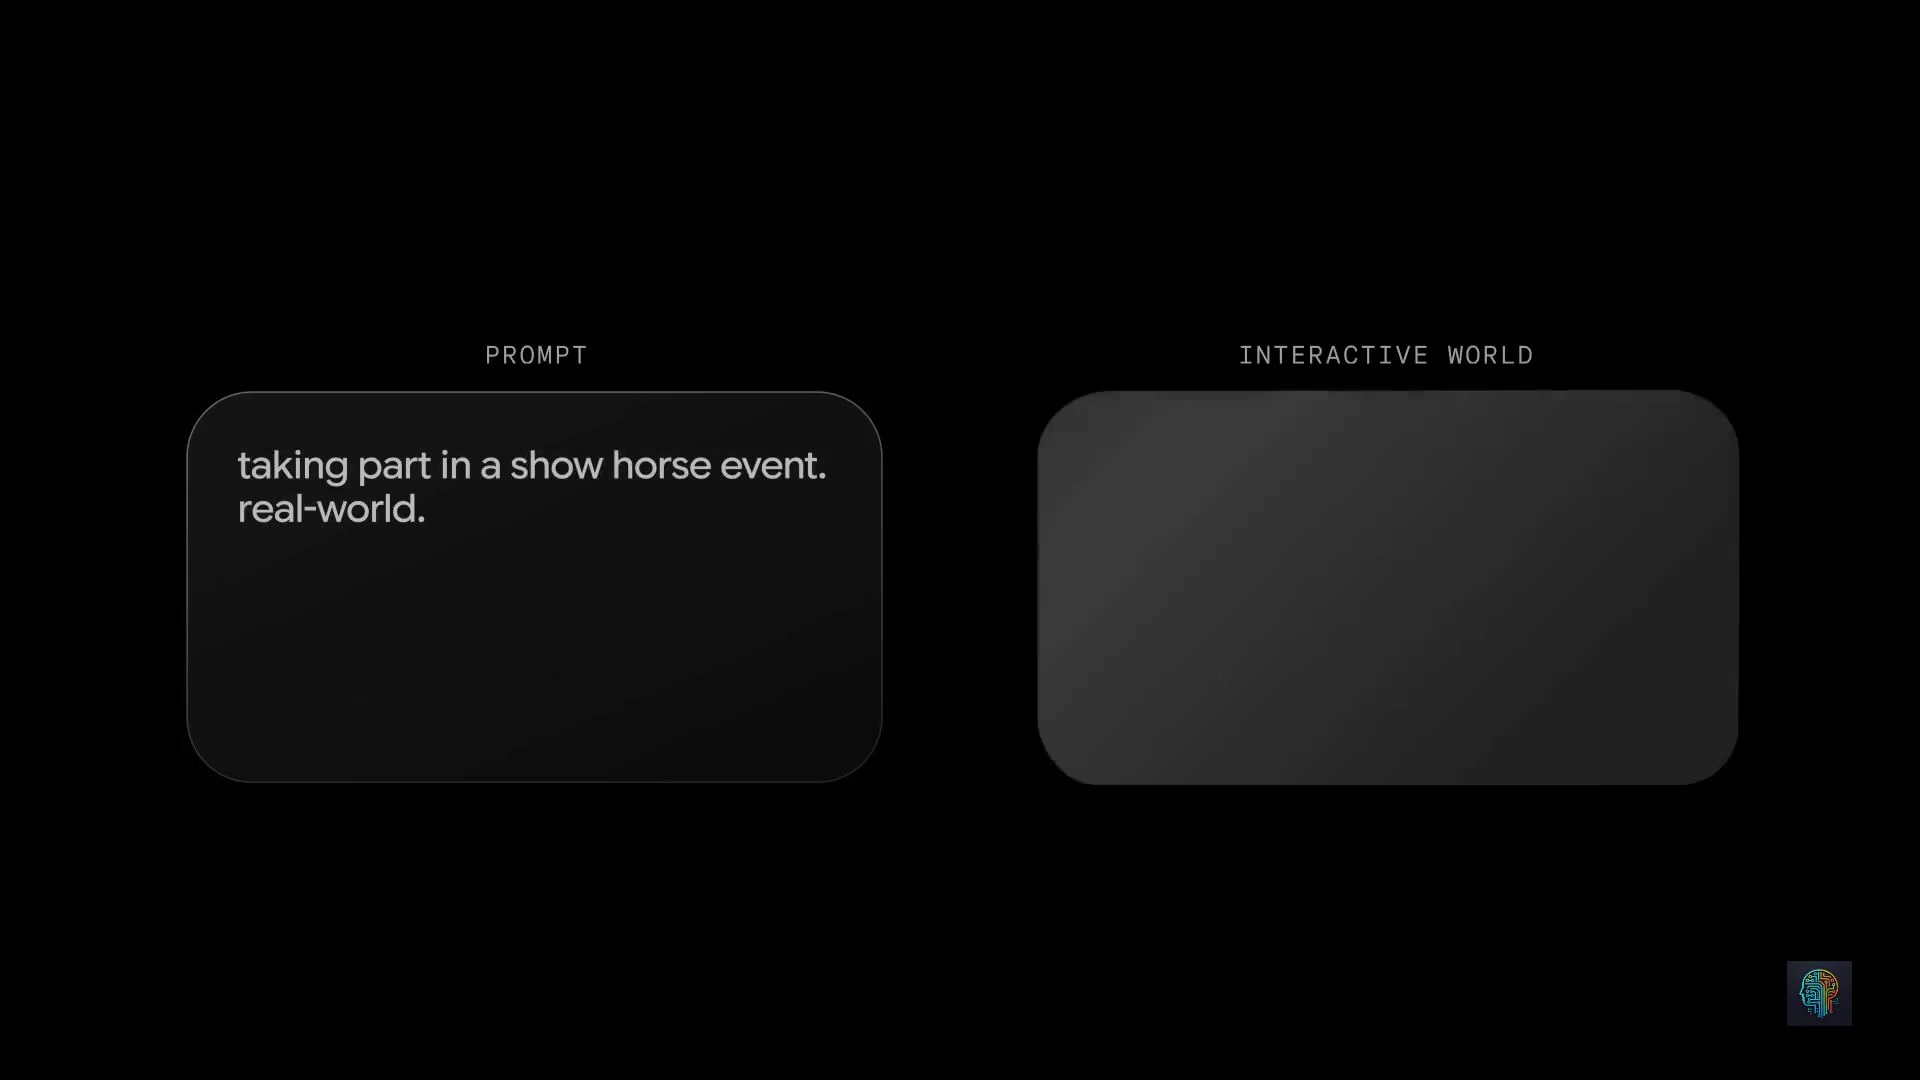 PROMPT
taking part in a show horse event.
real-world.
INTERACTIVE WORLD